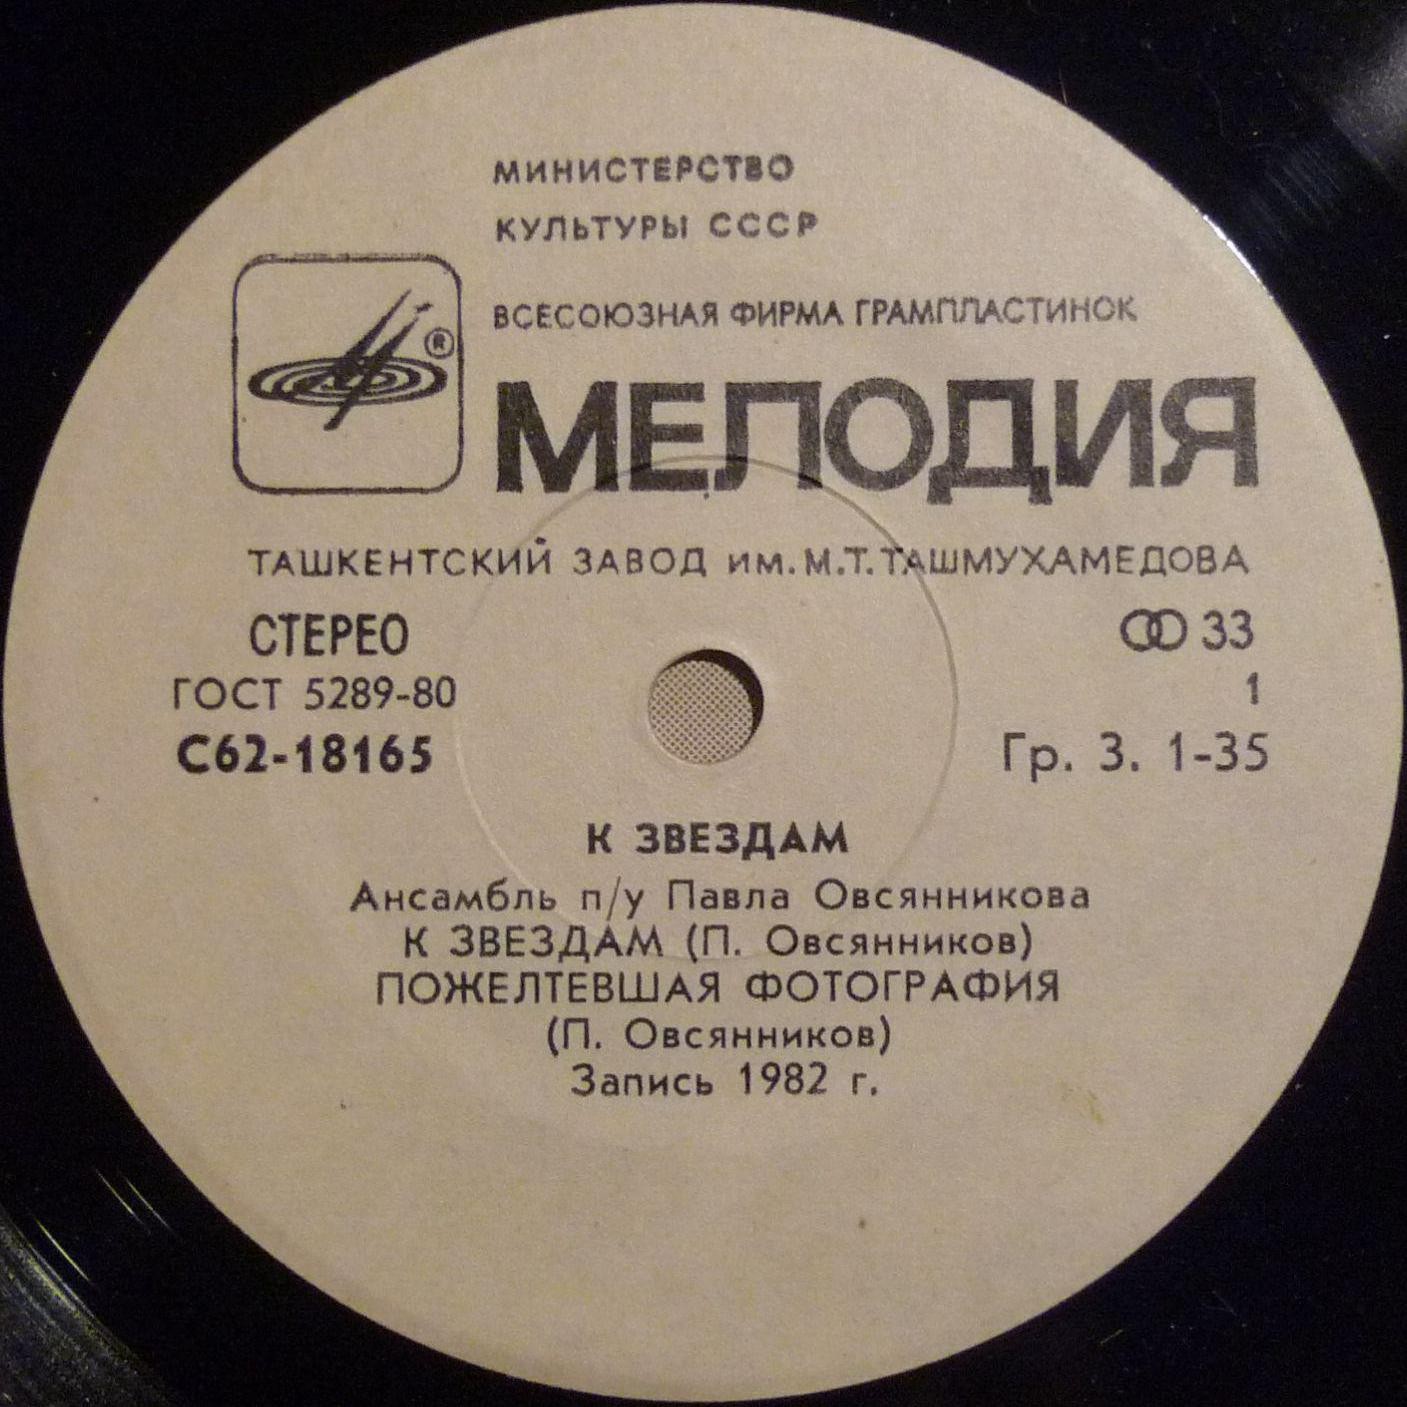 МИНИСТЕРСТВО
КУЛЬТУРЫ СССР
ВСЕСОЮЗНАЯ ФИРМА ГРАМПЛАСТИНОК
®
МЕЛОДИЯ
ТАШКЕНТСКИЙ ЗАВОД им. М.Т. ТАШМУХАМЕДОВА
СТЕРЕО 33
ГОСТ 5289-80 1
С62-18165 Гр. 3. 1-35
К ЗВЕЗДАМ
Ансамбль п/у Павла Овсянникова
К ЗВЕЗДАМ (П. Овсянников)
ПОЖЕЛТЕВШАЯ ФОТОГРАФИЯ
(П. Овсянников)
Запись 1982 г.